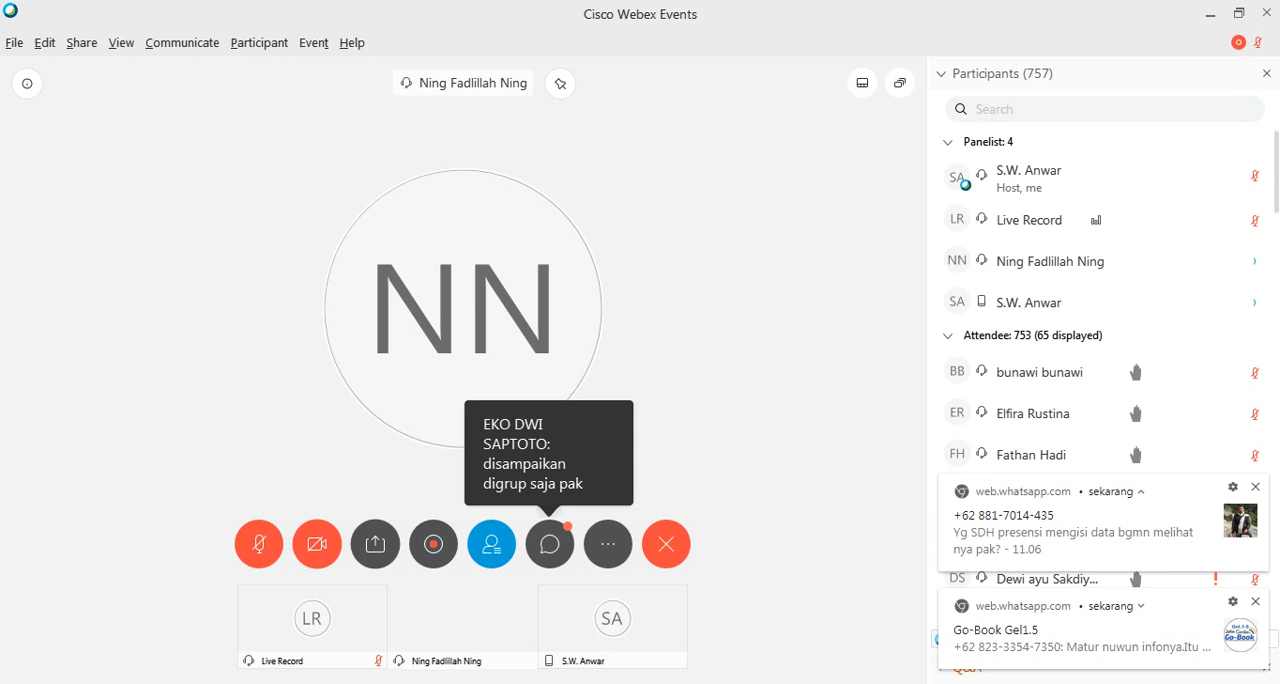 Cisco Webex Events
File Edit Share View Communicate Participant Event Help
Ning Fadlillah Ning
NN
EKO DWI
SAPTOTO:
disampaikan
digrup saja pak
LR
Live Record
Ning Fadlillah Ning
SA
S.W. Anwar
Participants (757)
Search
Panelist: 4
SA S.W. Anwar
Host, me
LR Live Record
NN Ning Fadlillah Ning
SA S.W. Anwar
Attendee: 753 (65 displayed)
BB bunawi bunawi
ER Elfira Rustina
FH Fathan Hadi
web.whatsapp.com • sekarang
+62 881-7014-435
Yg SDH presensi mengisi data bgmn melihat
nya pak? - 11.06
DS Dewi ayu Sakdiy...
web.whatsapp.com • sekarang
Go-Book Gel1.5
+62 823-3354-7350: Matur nuwun infonya.Itu ...
Go-Book
Q&A